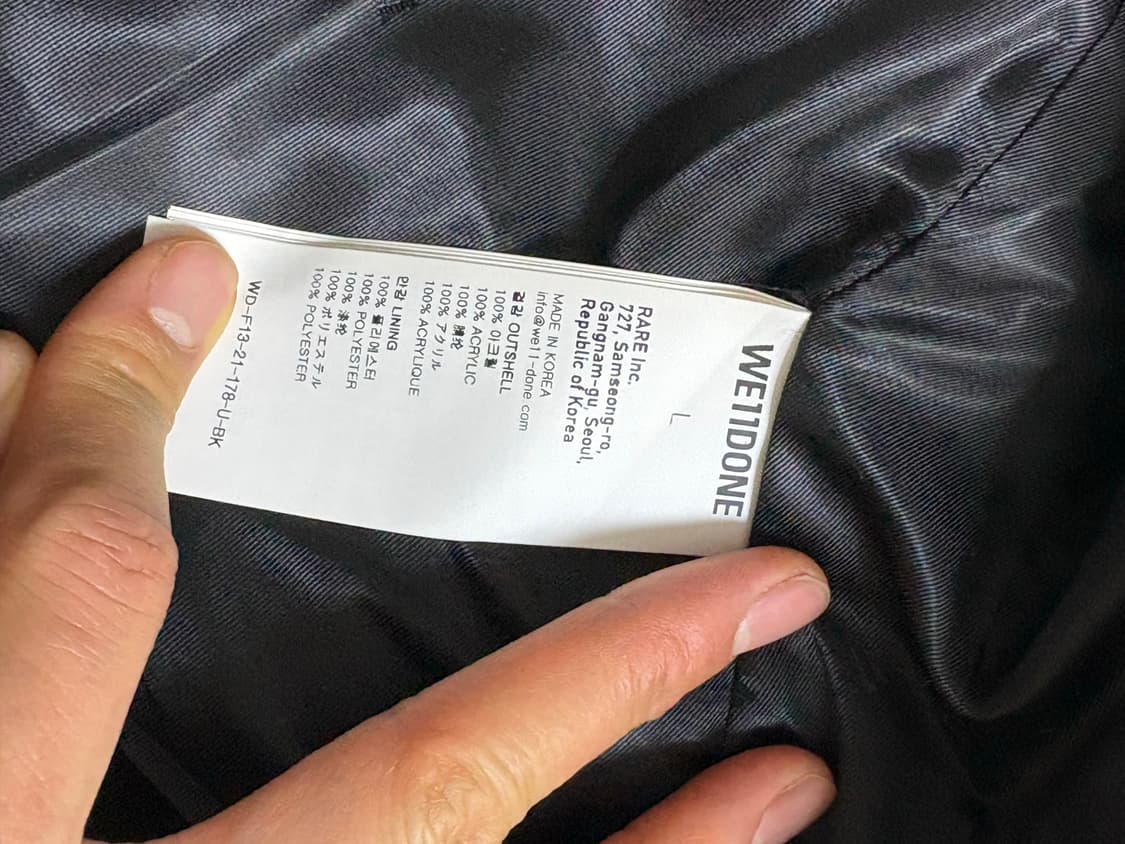 WE11DONE
L
RARE Inc.
727, Samseong-ro,
Gangnam-gu, Seoul,
Republic of Korea
MADE IN KOREA
info@we11-done.com
겉감 OUTSHELL
100% 아크릴
100% ACRYLIC
100% 腈纶
100% アクリル
100% ACRYLIQUE
안감 LINING
100% 폴리에스터
100% POLYESTER
100% 涤纶
100% ポリエステル
100% POLYESTER
WD-F13-21-178-U-BK